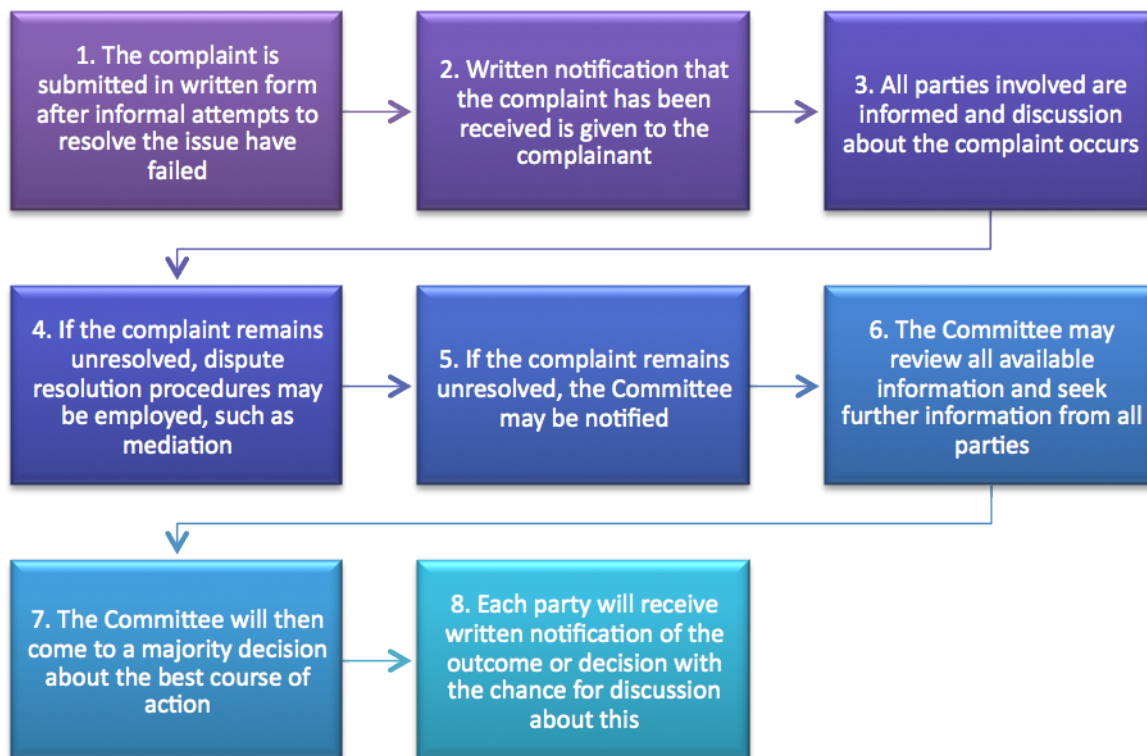 1. The complaint is
submitted in written form
after informal attempts to
resolve the issue have
failed
2. Written notification that
the complaint has been
received is given to the
complainant
3. All parties involved are
informed and discussion
about the complaint occurs
4. If the complaint remains
unresolved, dispute
resolution procedures may
be employed, such as
mediation
5. If the complaint remains
unresolved, the Committee
may be notified
6. The Committee may
review all available
information and seek
further information from all
parties
7. The Committee will then
come to a majority decision
about the best course of
action
8. Each party will receive
written notification of the
outcome or decision with
the chance for discussion
about this